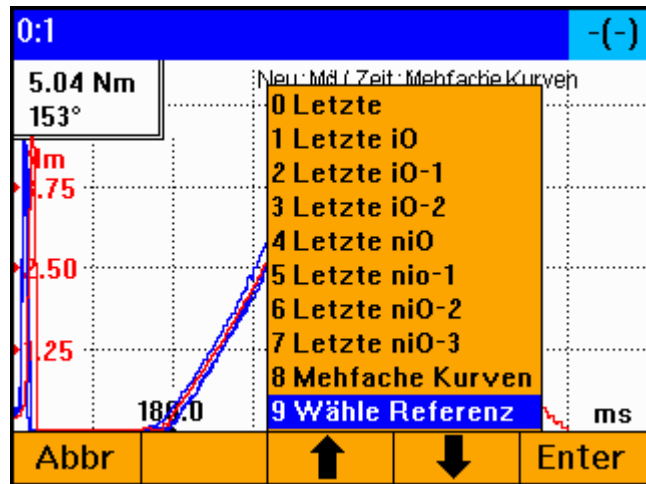 0:1 -(-)
5.04 Nm
153°
Neu : Md / Zeit : Mehfache Kurven
0 Letzte
1 Letzte iO
2 Letzte iO-1
3 Letzte iO-2
4 Letzte niO
5 Letzte nio-1
6 Letzte niO-2
7 Letzte niO-3
8 Mehfache Kurven
9 Wähle Referenz
Nm
.75
2.50
.25
180.0 ms
Abbr Enter